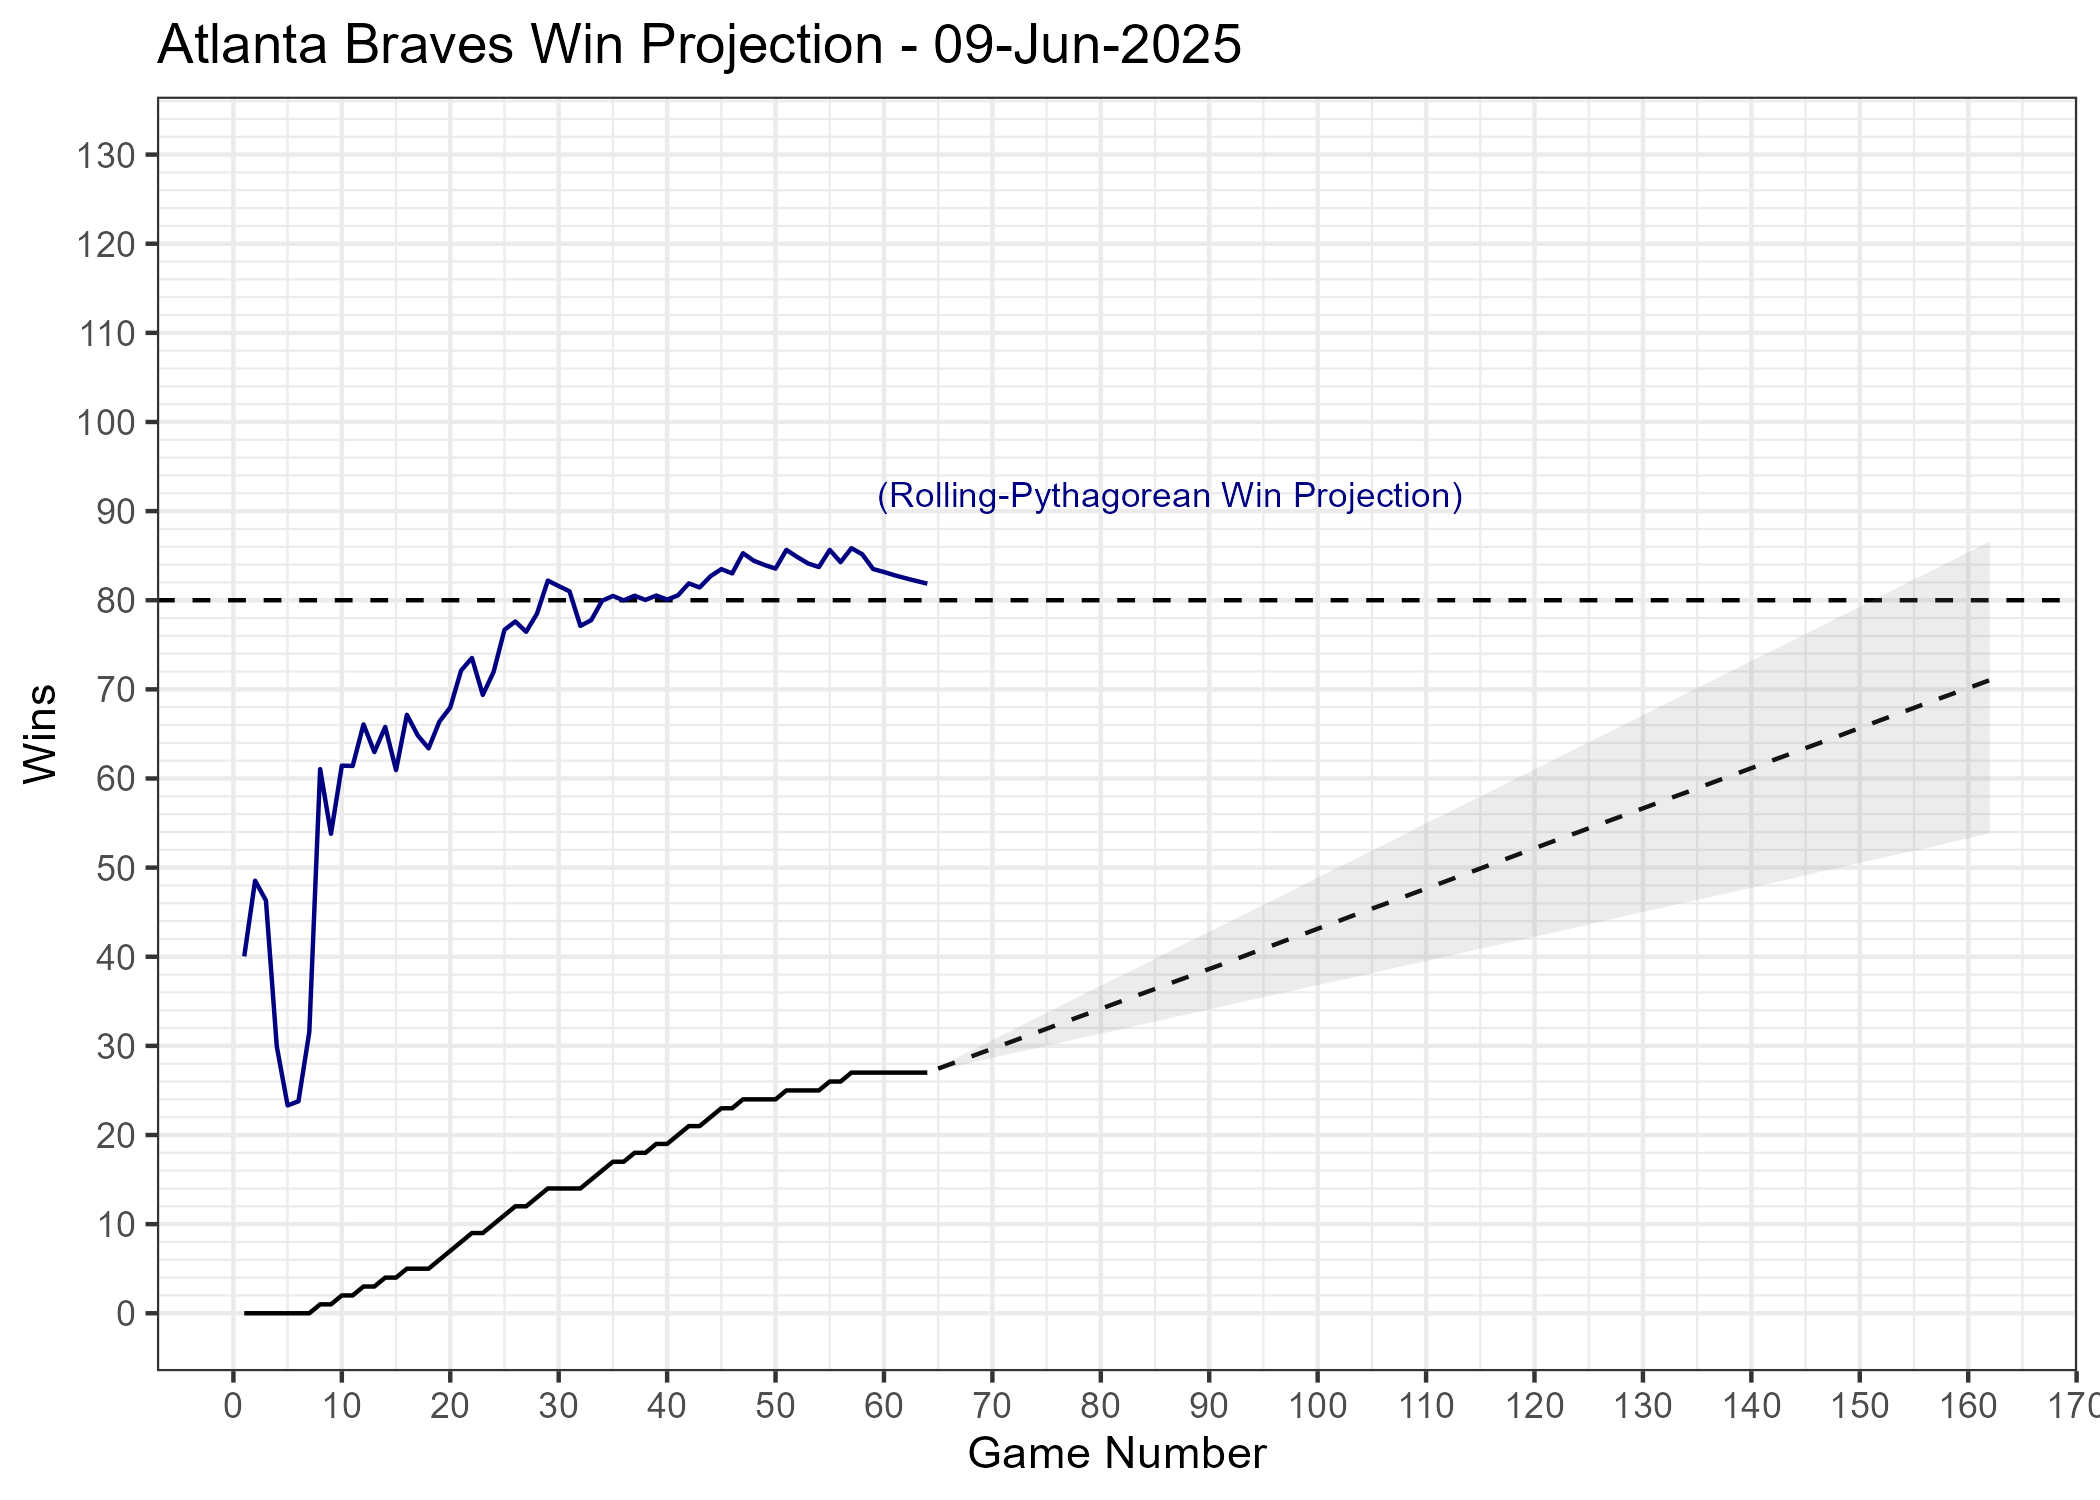 Atlanta Braves Win Projection - 09-Jun-2025
130
120
110
100
(Rolling-Pythagorean Win Projection)
90
80
70
Wins
60
50
40
30
20
10
0
0 10 20 30 40 50 60 70 80 90 100 110 120 130 140 150 160 170
Game Number